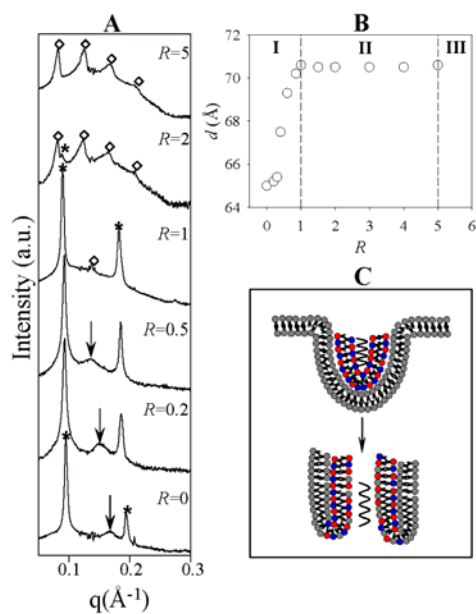 A
R=5
R=2
R=1
R=0.5
R=0.2
R=0
*
*
*
*
*
Intensity (a.u.)
0.1 0.2 0.3
q(Å-1)
B
I II III
70
68
66
64
d (Å)
0 1 2 3 4 5 6
R
C